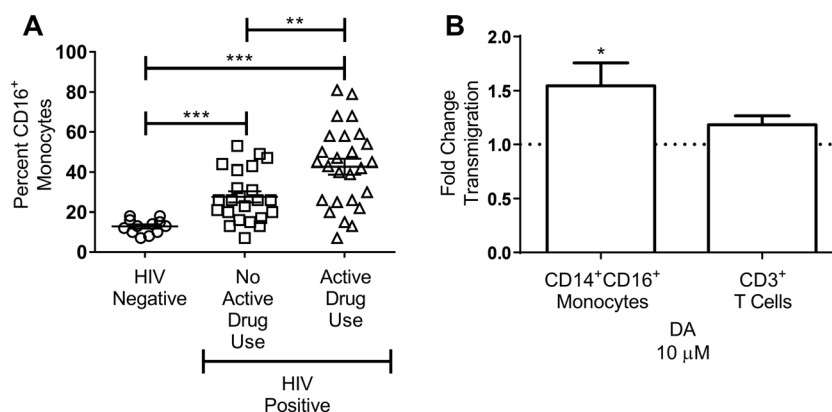 A
Percent CD16⁺
Monocytes
100
80
60
40
20
0
**
***
***
HIV
Negative
No
Active
Drug
Use
Active
Drug
Use
HIV
Positive
B
Fold Change
Transmigration
2.0
1.5
1.0
0.5
0.0
*
CD14⁺CD16⁺
Monocytes
CD3⁺
T Cells
DA
10 μM